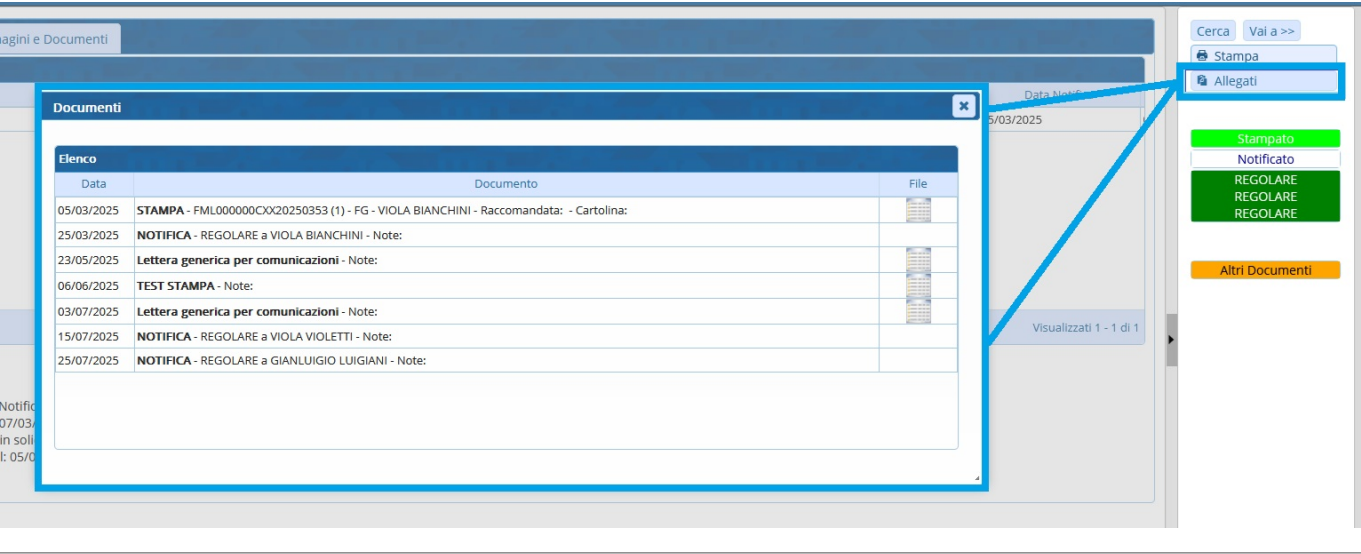 agini e Documenti
Cerca Vai a >>
Stampa
Allegati
Data
5/03/2025
Documenti
Elenco
Data Documento File
05/03/2025 STAMPA - FML000000CXX20250353 (1) - FG - VIOLA BIANCHINI - Raccomandata: - Cartolina:
25/03/2025 NOTIFICA - REGOLARE a VIOLA BIANCHINI - Note:
23/05/2025 Lettera generica per comunicazioni - Note:
06/06/2025 TEST STAMPA - Note:
03/07/2025 Lettera generica per comunicazioni - Note:
15/07/2025 NOTIFICA - REGOLARE a VIOLA VIOLETTI - Note:
25/07/2025 NOTIFICA - REGOLARE a GIANLUIGIO LUIGIANI - Note:
Stampato
Notificato
REGOLARE
REGOLARE
REGOLARE
Altri Documenti
Visualizzati 1 - 1 di 1
Notific
07/03/
in soli
l: 05/0